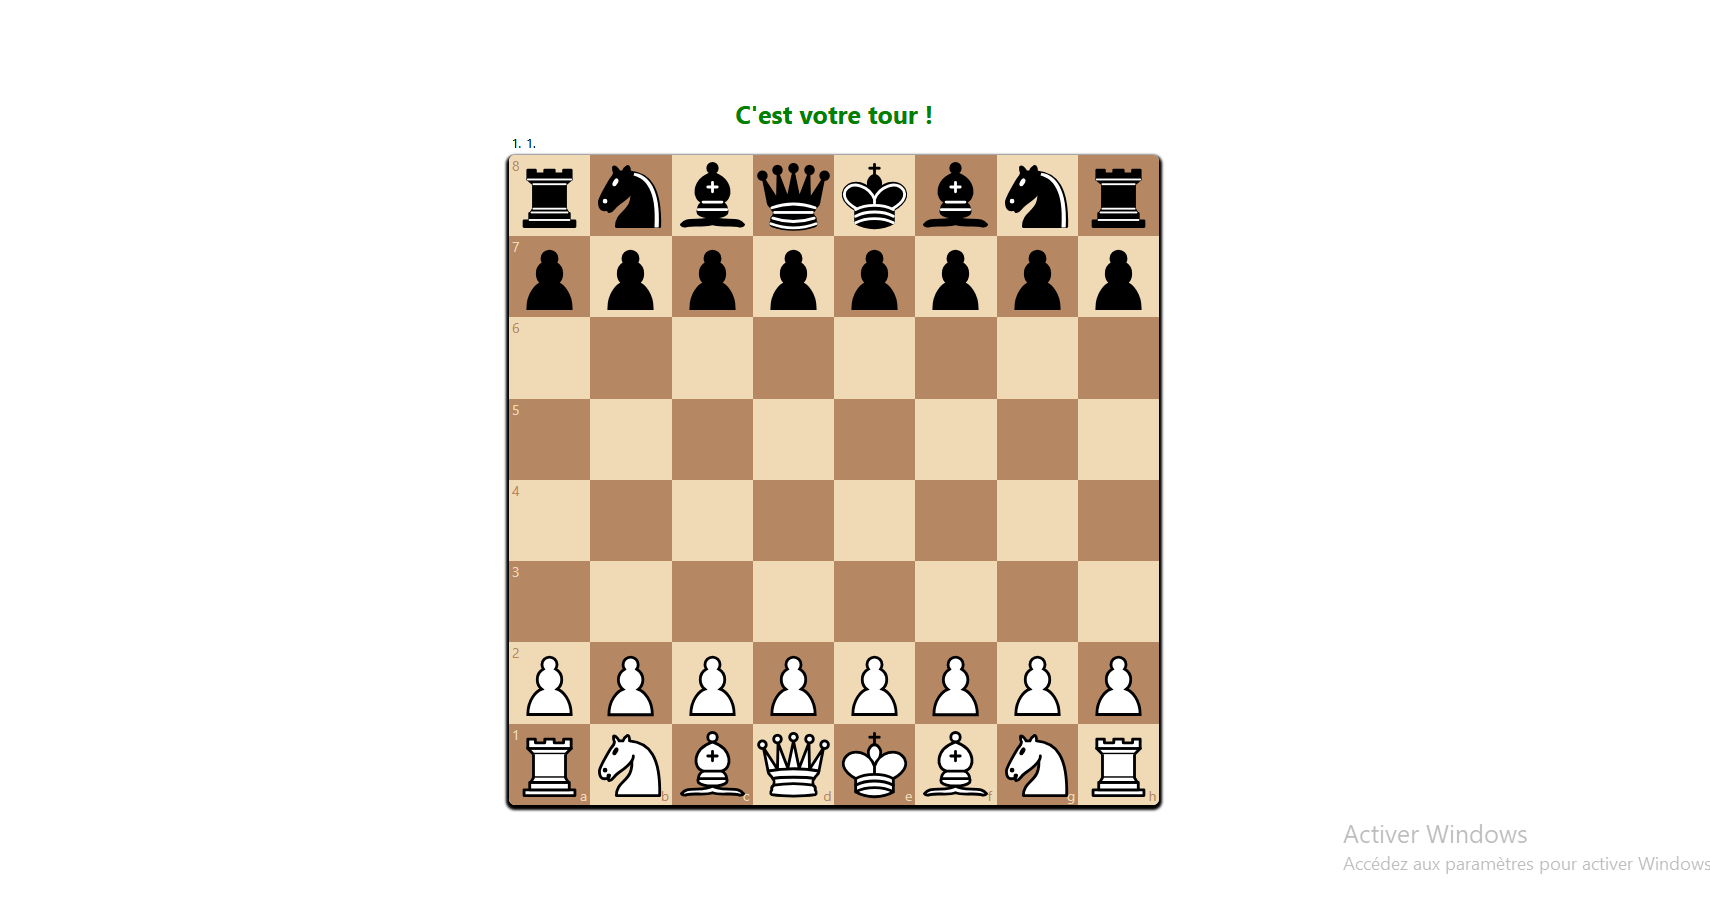 C'est votre tour !
1. 1.
8
7
6
5
4
3
2
1
a b c d e f g h
Activer Windows
Accédez aux paramètres pour activer Windows